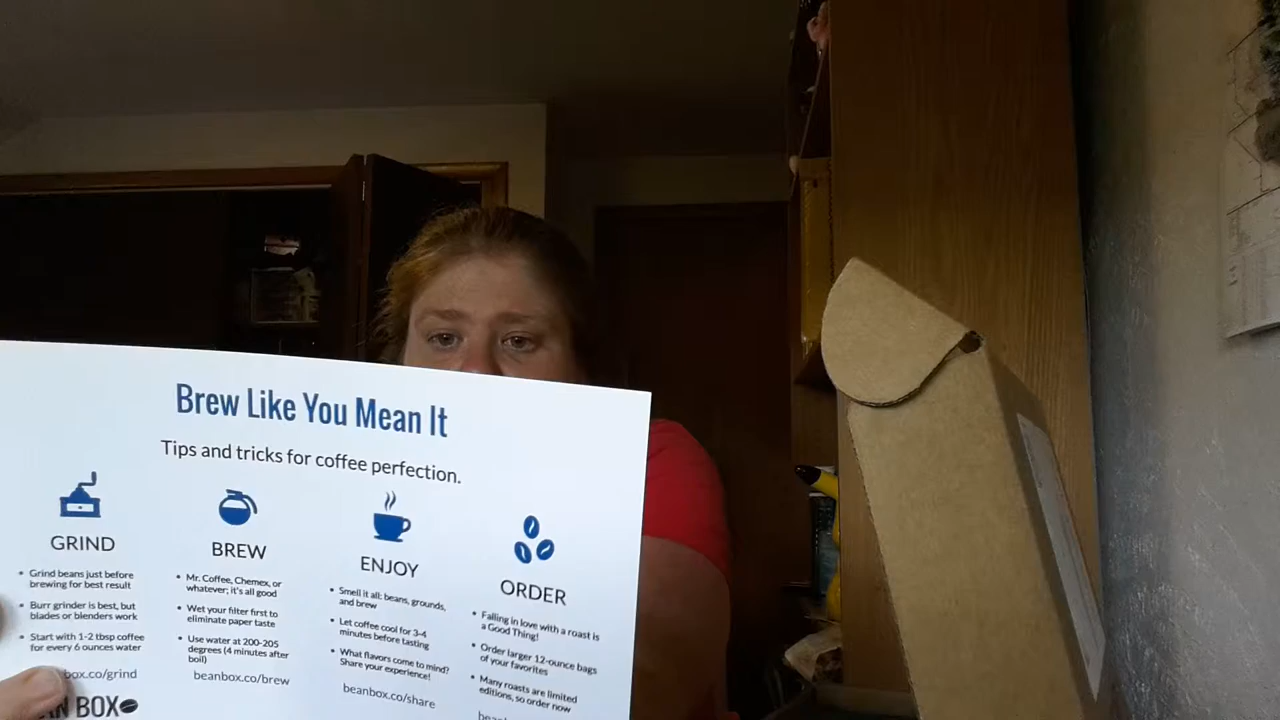 Brew Like You Mean It
Tips and tricks for coffee perfection.
GRIND
• Grind beans just before
brewing for best result
• Burr grinder is best, but
blades or blenders work
• Start with 1-2 tbsp coffee
for every 6 ounces water
box.co/grind
BREW
• Mr. Coffee, Chemex, or
whatever; it's all good
• Wet your filter first to
eliminate paper taste
• Use water at 200-205
degrees (4 minutes after
boil)
beanbox.co/brew
ENJOY
• Smell it all: beans, grounds,
and brew
• Let coffee cool for 3-4
minutes before tasting
• What flavors come to mind?
Share your experience!
beanbox.co/share
ORDER
• Falling in love with a roast is
a Good Thing!
• Order larger 12-ounce bags
of your favorites
• Many roasts are limited
editions, so order now
BOX